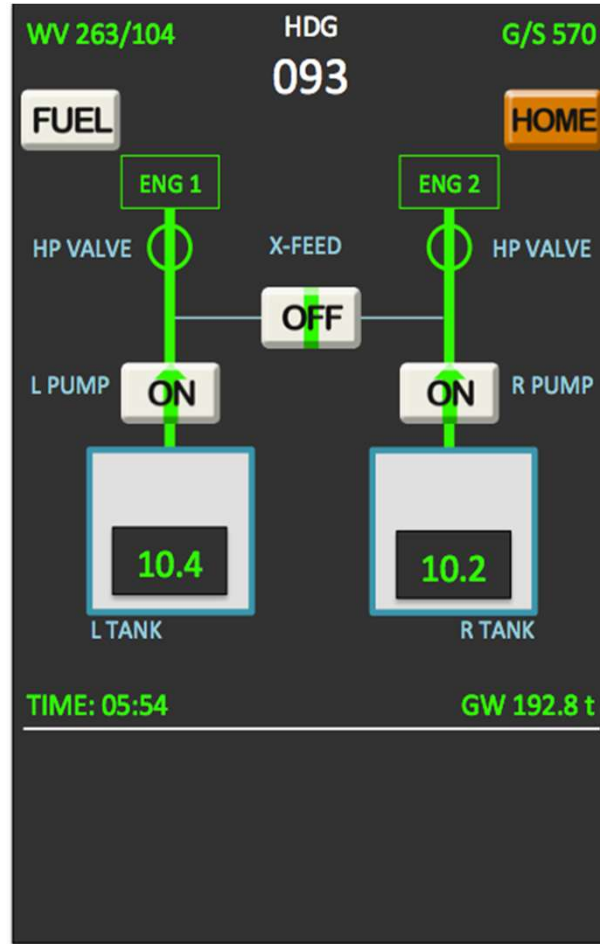 WV 263/104
HDG
G/S 570
093
FUEL
HOME
ENG 1
ENG 2
HP VALVE
X-FEED
HP VALVE
OFF
L PUMP
ON
ON
R PUMP
10.4
10.2
L TANK
R TANK
TIME: 05:54
GW 192.8 t